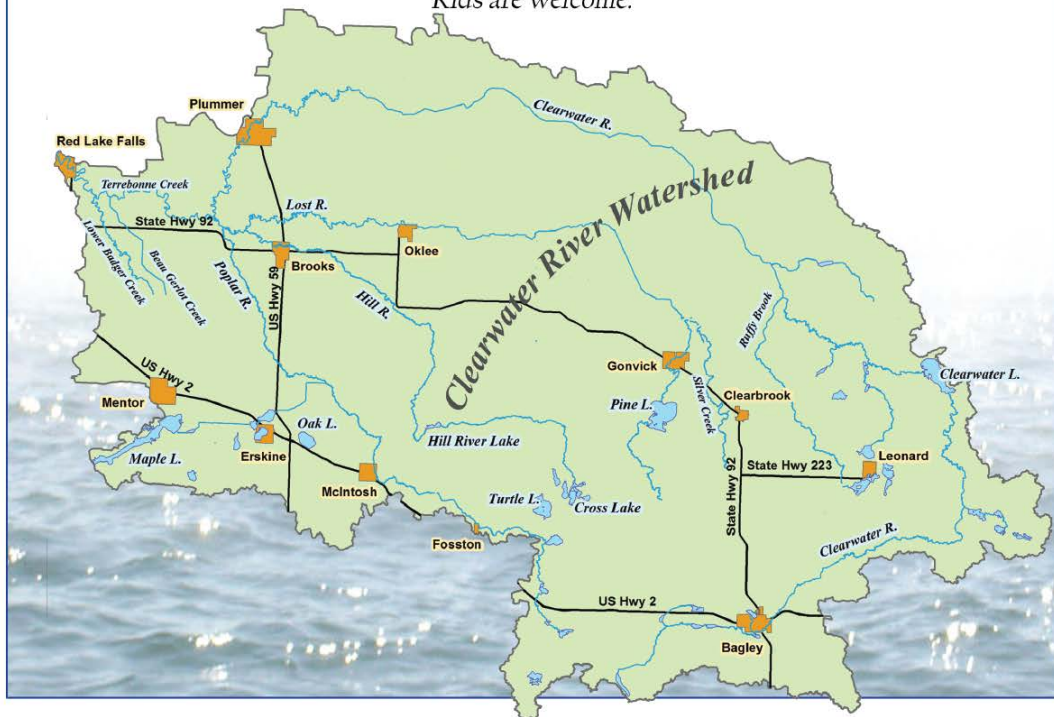 Kids are welcome.
Plummer
Clearwater R.
Red Lake Falls
Terrebonne Creek
Clearwater River Watershed
Lost R.
State Hwy 92
Oklee
Brooks
Lower Badger Creek
Beau Gerlot Creek
Poplar R.
US Hwy 59
Hill R.
Ruffy Brook
US Hwy 2
Gonvick
Clearwater L.
Mentor
Silver Creek
Clearbrook
Pine L.
Oak L.
Hill River Lake
Maple L.
Erskine
Leonard
State Hwy 223
McIntosh
Turtle L.
Cross Lake
State Hwy 92
Fosston
Clearwater R.
US Hwy 2
Bagley